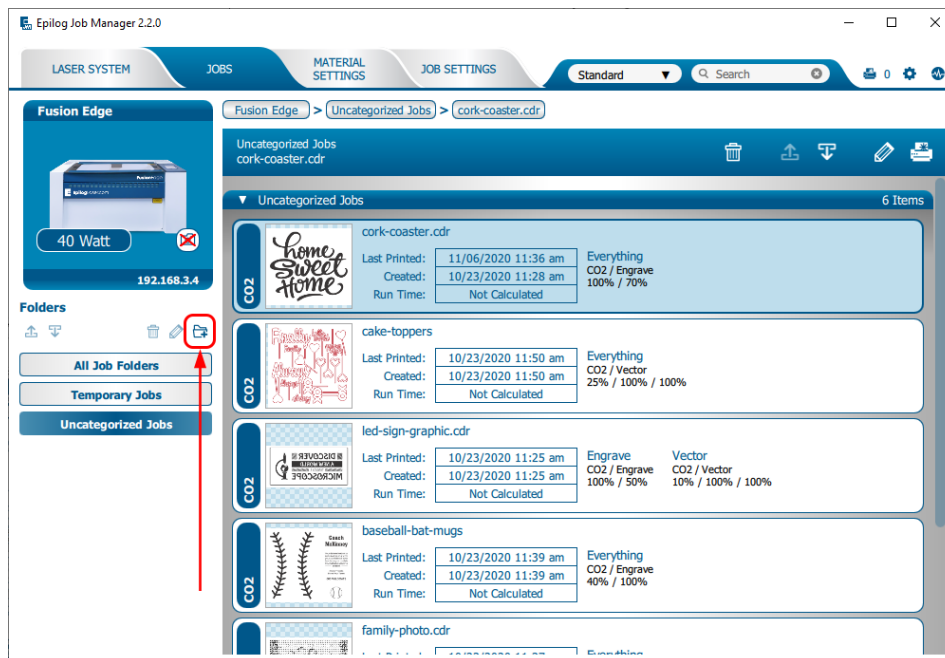 Epilog Job Manager 2.2.0
LASER SYSTEM
JOBS
MATERIAL
SETTINGS
JOB SETTINGS
Standard
Search
0
Fusion Edge
40 Watt
192.168.3.4
Folders
All Job Folders
Temporary Jobs
Uncategorized Jobs
Fusion Edge > Uncategorized Jobs > cork-coaster.cdr
Uncategorized Jobs
cork-coaster.cdr
Uncategorized Jobs 6 Items
CO2
home
Sweet
Home
cork-coaster.cdr
Last Printed: 11/06/2020 11:36 am
Created: 10/23/2020 11:28 am
Run Time: Not Calculated
Everything
CO2 / Engrave
100% / 70%
CO2
cake-toppers
Last Printed: 10/23/2020 11:50 am
Created: 10/23/2020 11:50 am
Run Time: Not Calculated
Everything
CO2 / Vector
25% / 100% / 100%
CO2
DISCOVER
A NEW WORLD
MICROSCOPE
led-sign-graphic.cdr
Last Printed: 10/23/2020 11:25 am
Created: 10/23/2020 11:25 am
Run Time: Not Calculated
Engrave
CO2 / Engrave
100% / 50%
Vector
CO2 / Vector
10% / 100% / 100%
CO2
Coach
McKinney
baseball-bat-mugs
Last Printed: 10/23/2020 11:39 am
Created: 10/23/2020 11:39 am
Run Time: Not Calculated
Everything
CO2 / Engrave
40% / 100%
family-photo.cdr
Everything